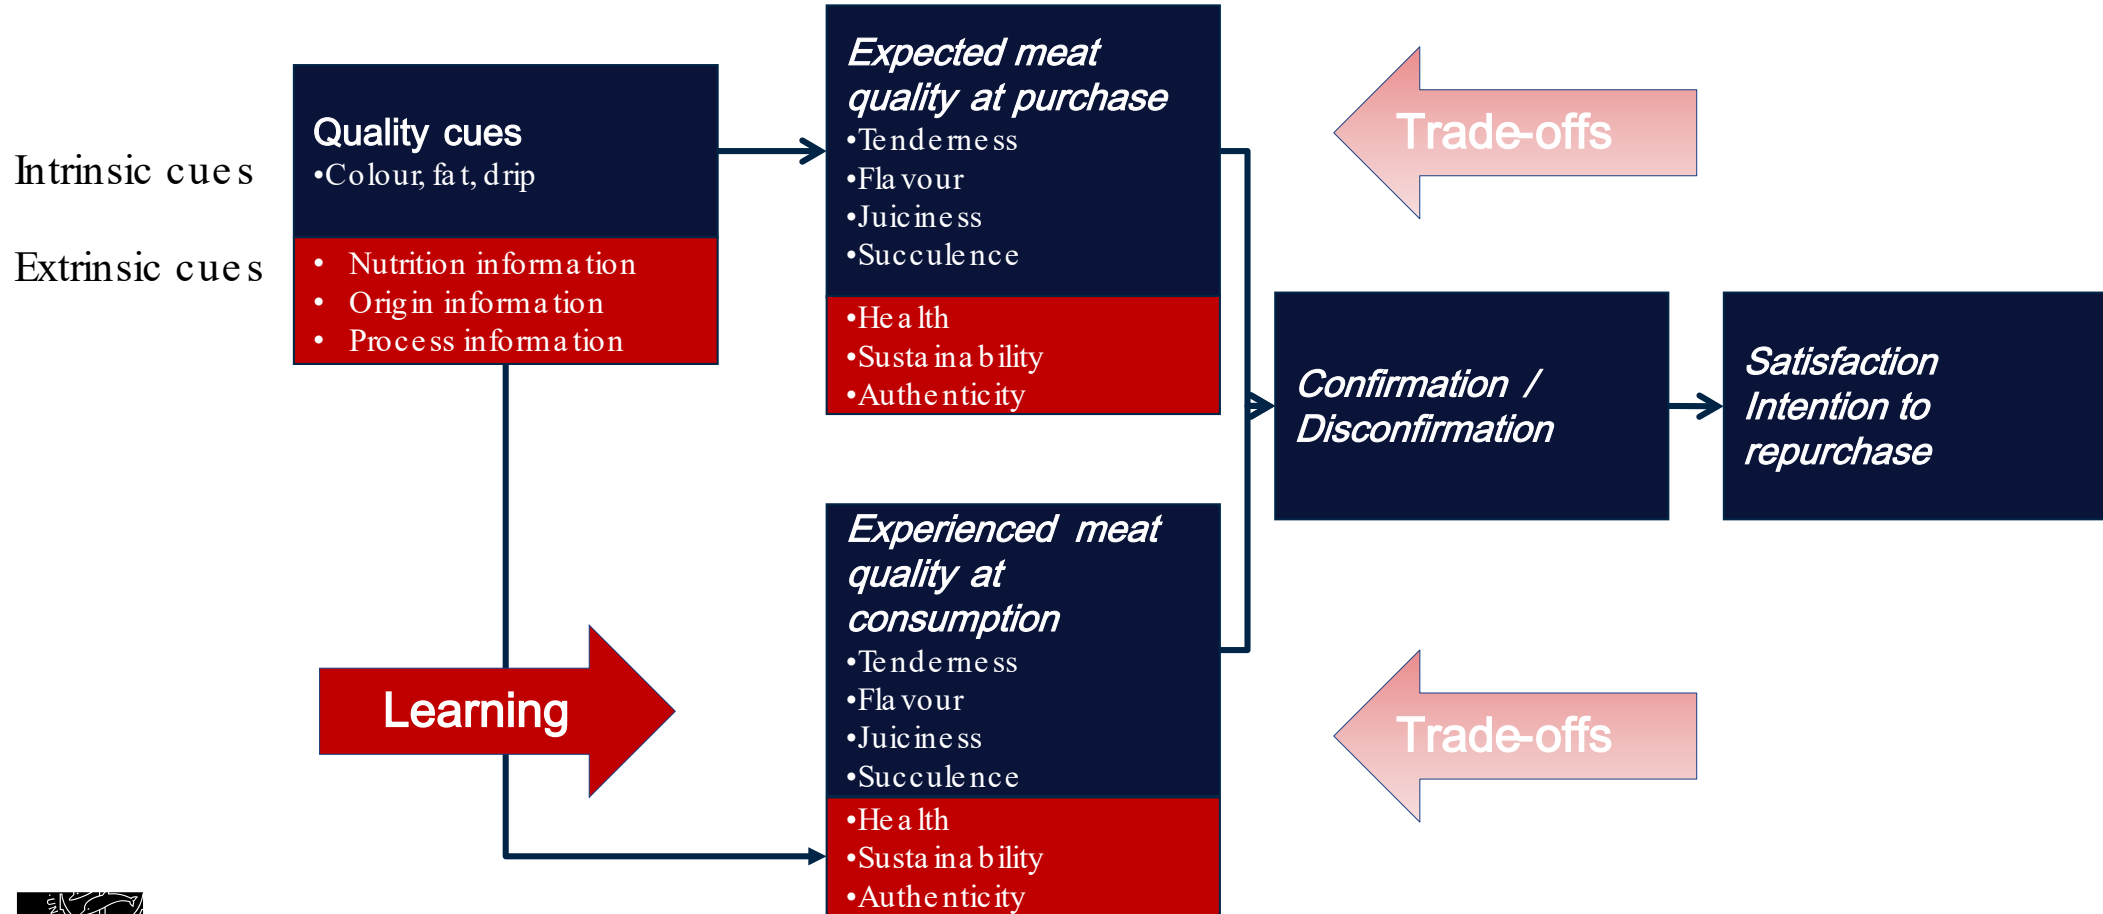 Intrinsic cues
Extrinsic cues
Quality cues
•Colour, fat, drip
• Nutrition information
• Origin information
• Process information
Expected meat
quality at purchase
•Tenderness
•Flavour
•Juiciness
•Succulence
•Health
•Sustainability
•Authenticity
Trade-offs
Confirmation /
Disconfirmation
Satisfaction
Intention to
repurchase
Learning
Experienced meat
quality at
consumption
•Tenderness
•Flavour
•Juiciness
•Succulence
•Health
•Sustainability
•Authenticity
Trade-offs